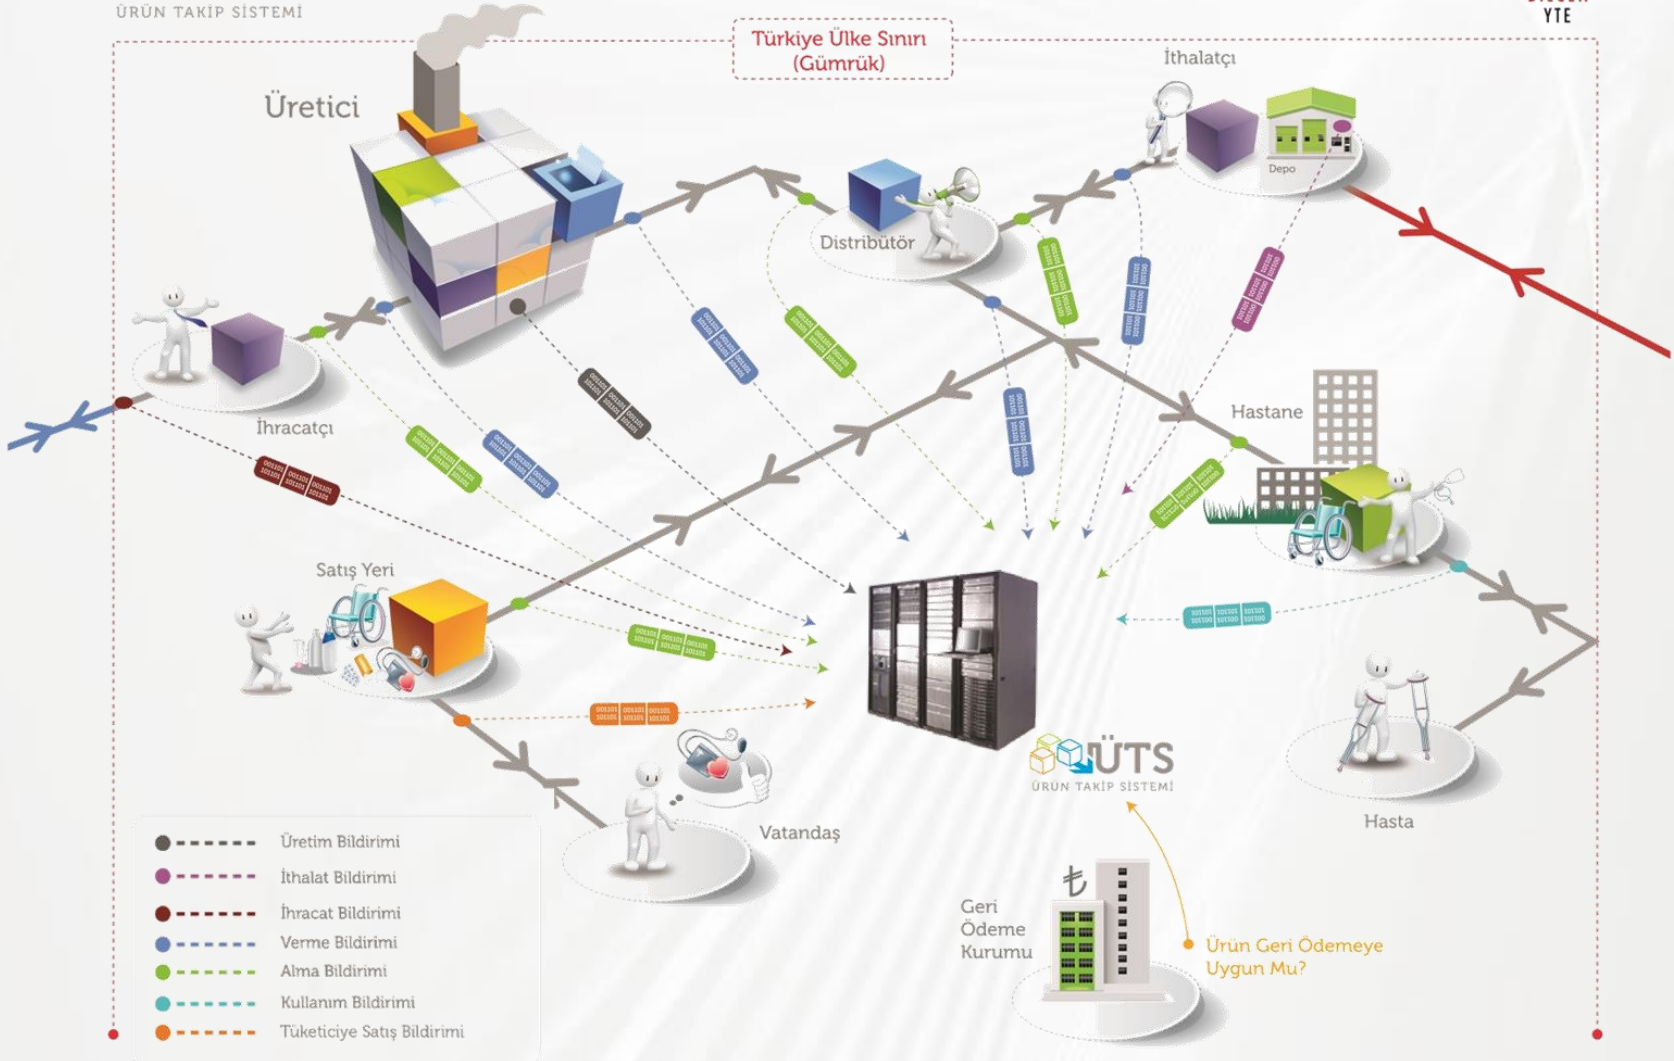 ÜRÜN TAKİP SİSTEMİ
YTE
Türkiye Ülke Sınırı
(Gümrük)
İthalatçı
Üretici
Depo
Distribütör
İhracatçı
Hastane
Satış Yeri
ÜTS
ÜRÜN TAKİP SİSTEMİ
Hasta
Vatandaş
Üretim Bildirimi
İthalat Bildirimi
İhracat Bildirimi
Verme Bildirimi
Alma Bildirimi
Kullanım Bildirimi
Tüketiciye Satış Bildirimi
Geri
Ödeme
Kurumu
Ürün Geri Ödemeye
Uygun Mu?